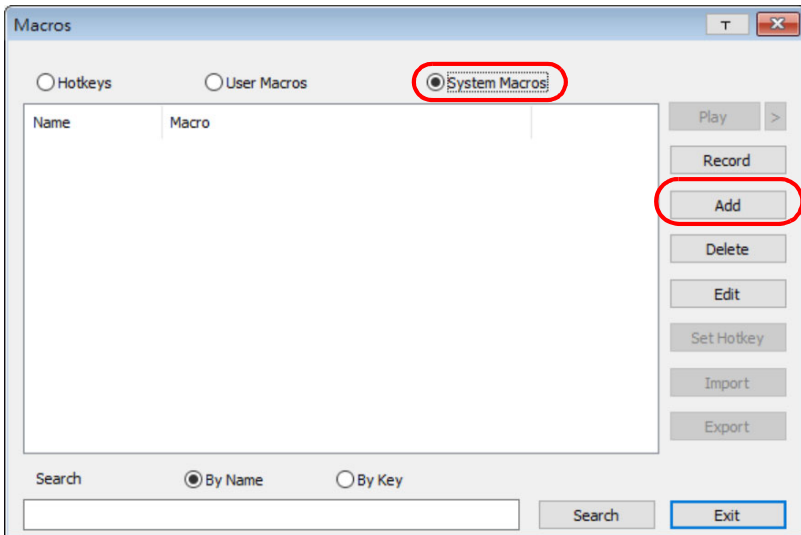 Macros T
Hotkeys User Macros System Macros
Name Macro
Play >
Record
Add
Delete
Edit
Set Hotkey
Import
Export
Search By Name By Key
Search Exit